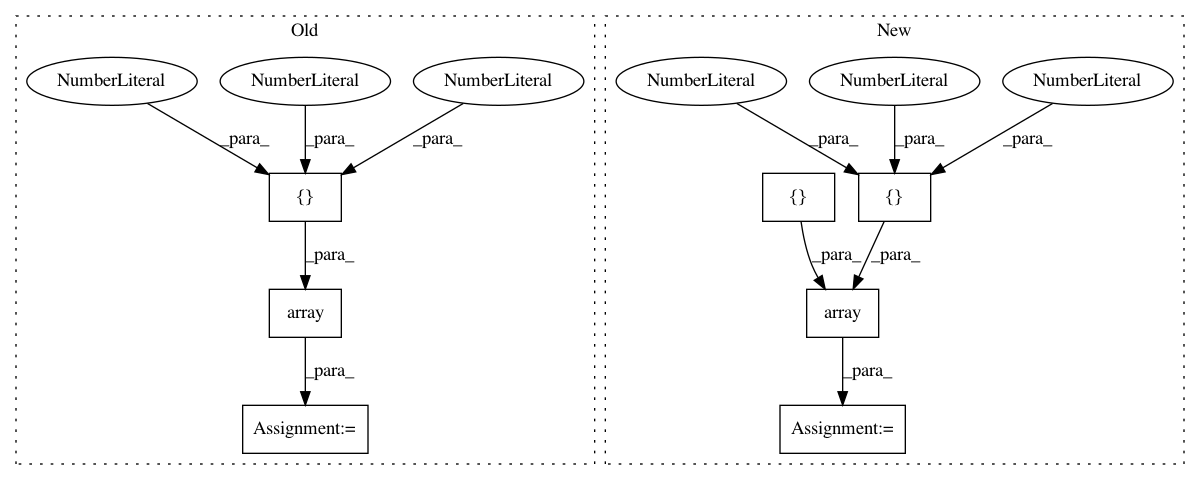 Old
New
NumberLiteral NumberLiteral NumberLiteral
NumberLiteral NumberLiteral NumberLiteral
_para_ _para_ _para_
_para_ _para_ _para_
{}
{} {}
_para_
_para_ _para_
array
array
_para_
_para_
Assignment:=
Assignment:=